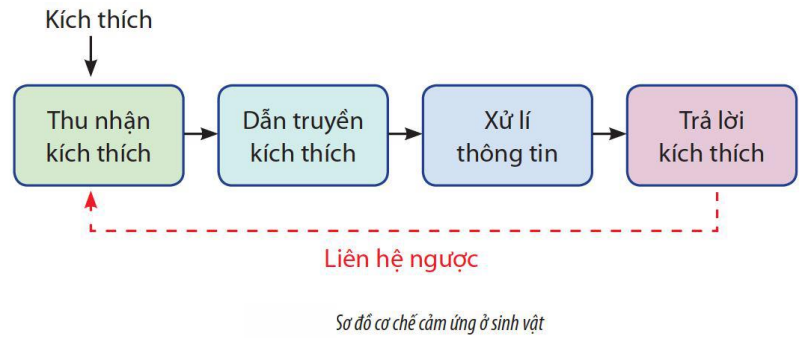 Kích thích
Thu nhận
kích thích
Dẫn truyền
kích thích
Xử lí
thông tin
Trả lời
kích thích
Liên hệ ngược
Sơ đồ cơ chế cảm ứng ở sinh vật